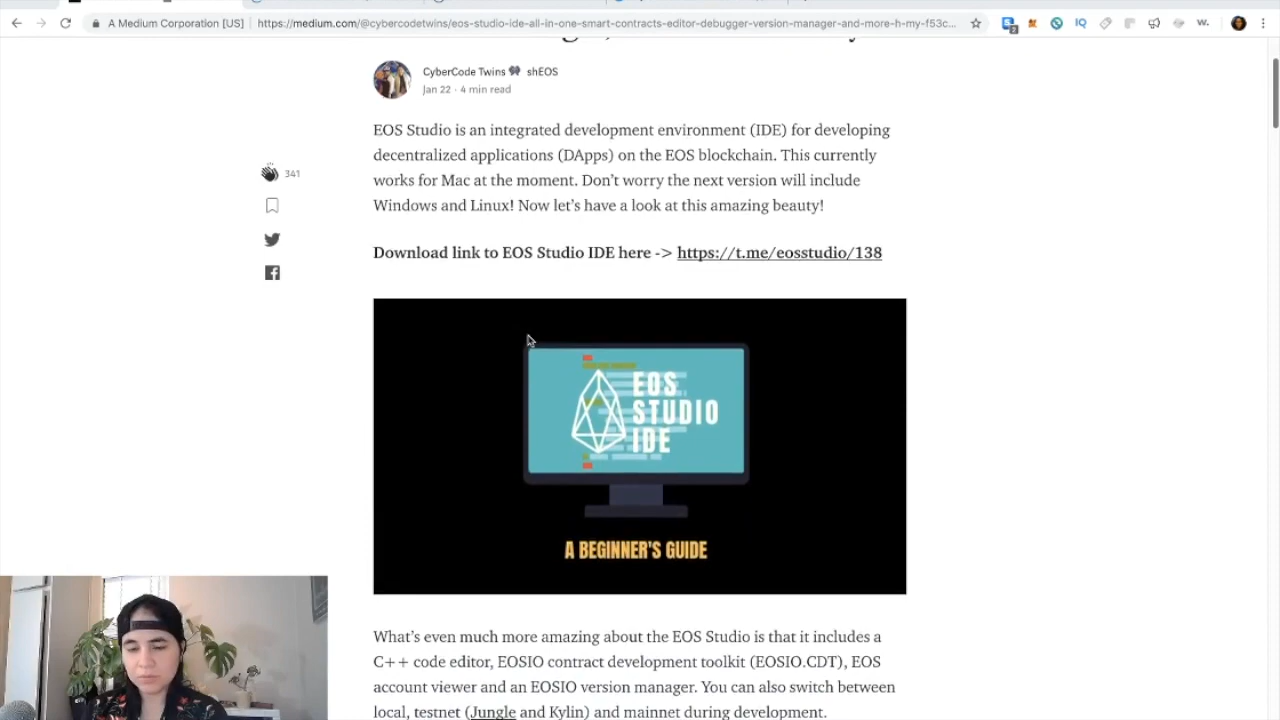 A Medium Corporation [US] | https://medium.com/@cybercodetwins/eos-studio-ide-all-in-one-smart-contracts-editor-debugger-version-manager-and-more-h-my-f53c...
CyberCode Twins shEOS
Jan 22 · 4 min read
EOS Studio is an integrated development environment (IDE) for developing
decentralized applications (DApps) on the EOS blockchain. This currently
works for Mac at the moment. Don't worry the next version will include
Windows and Linux! Now let's have a look at this amazing beauty!
341
Download link to EOS Studio IDE here -> https://t.me/eosstudio/138
EOS
STUDIO
IDE
A BEGINNER'S GUIDE
What's even much more amazing about the EOS Studio is that it includes a
C++ code editor, EOSIO contract development toolkit (EOSIO.CDT), EOS
account viewer and an EOSIO version manager. You can also switch between
local, testnet (Jungle and Kylin) and mainnet during development.